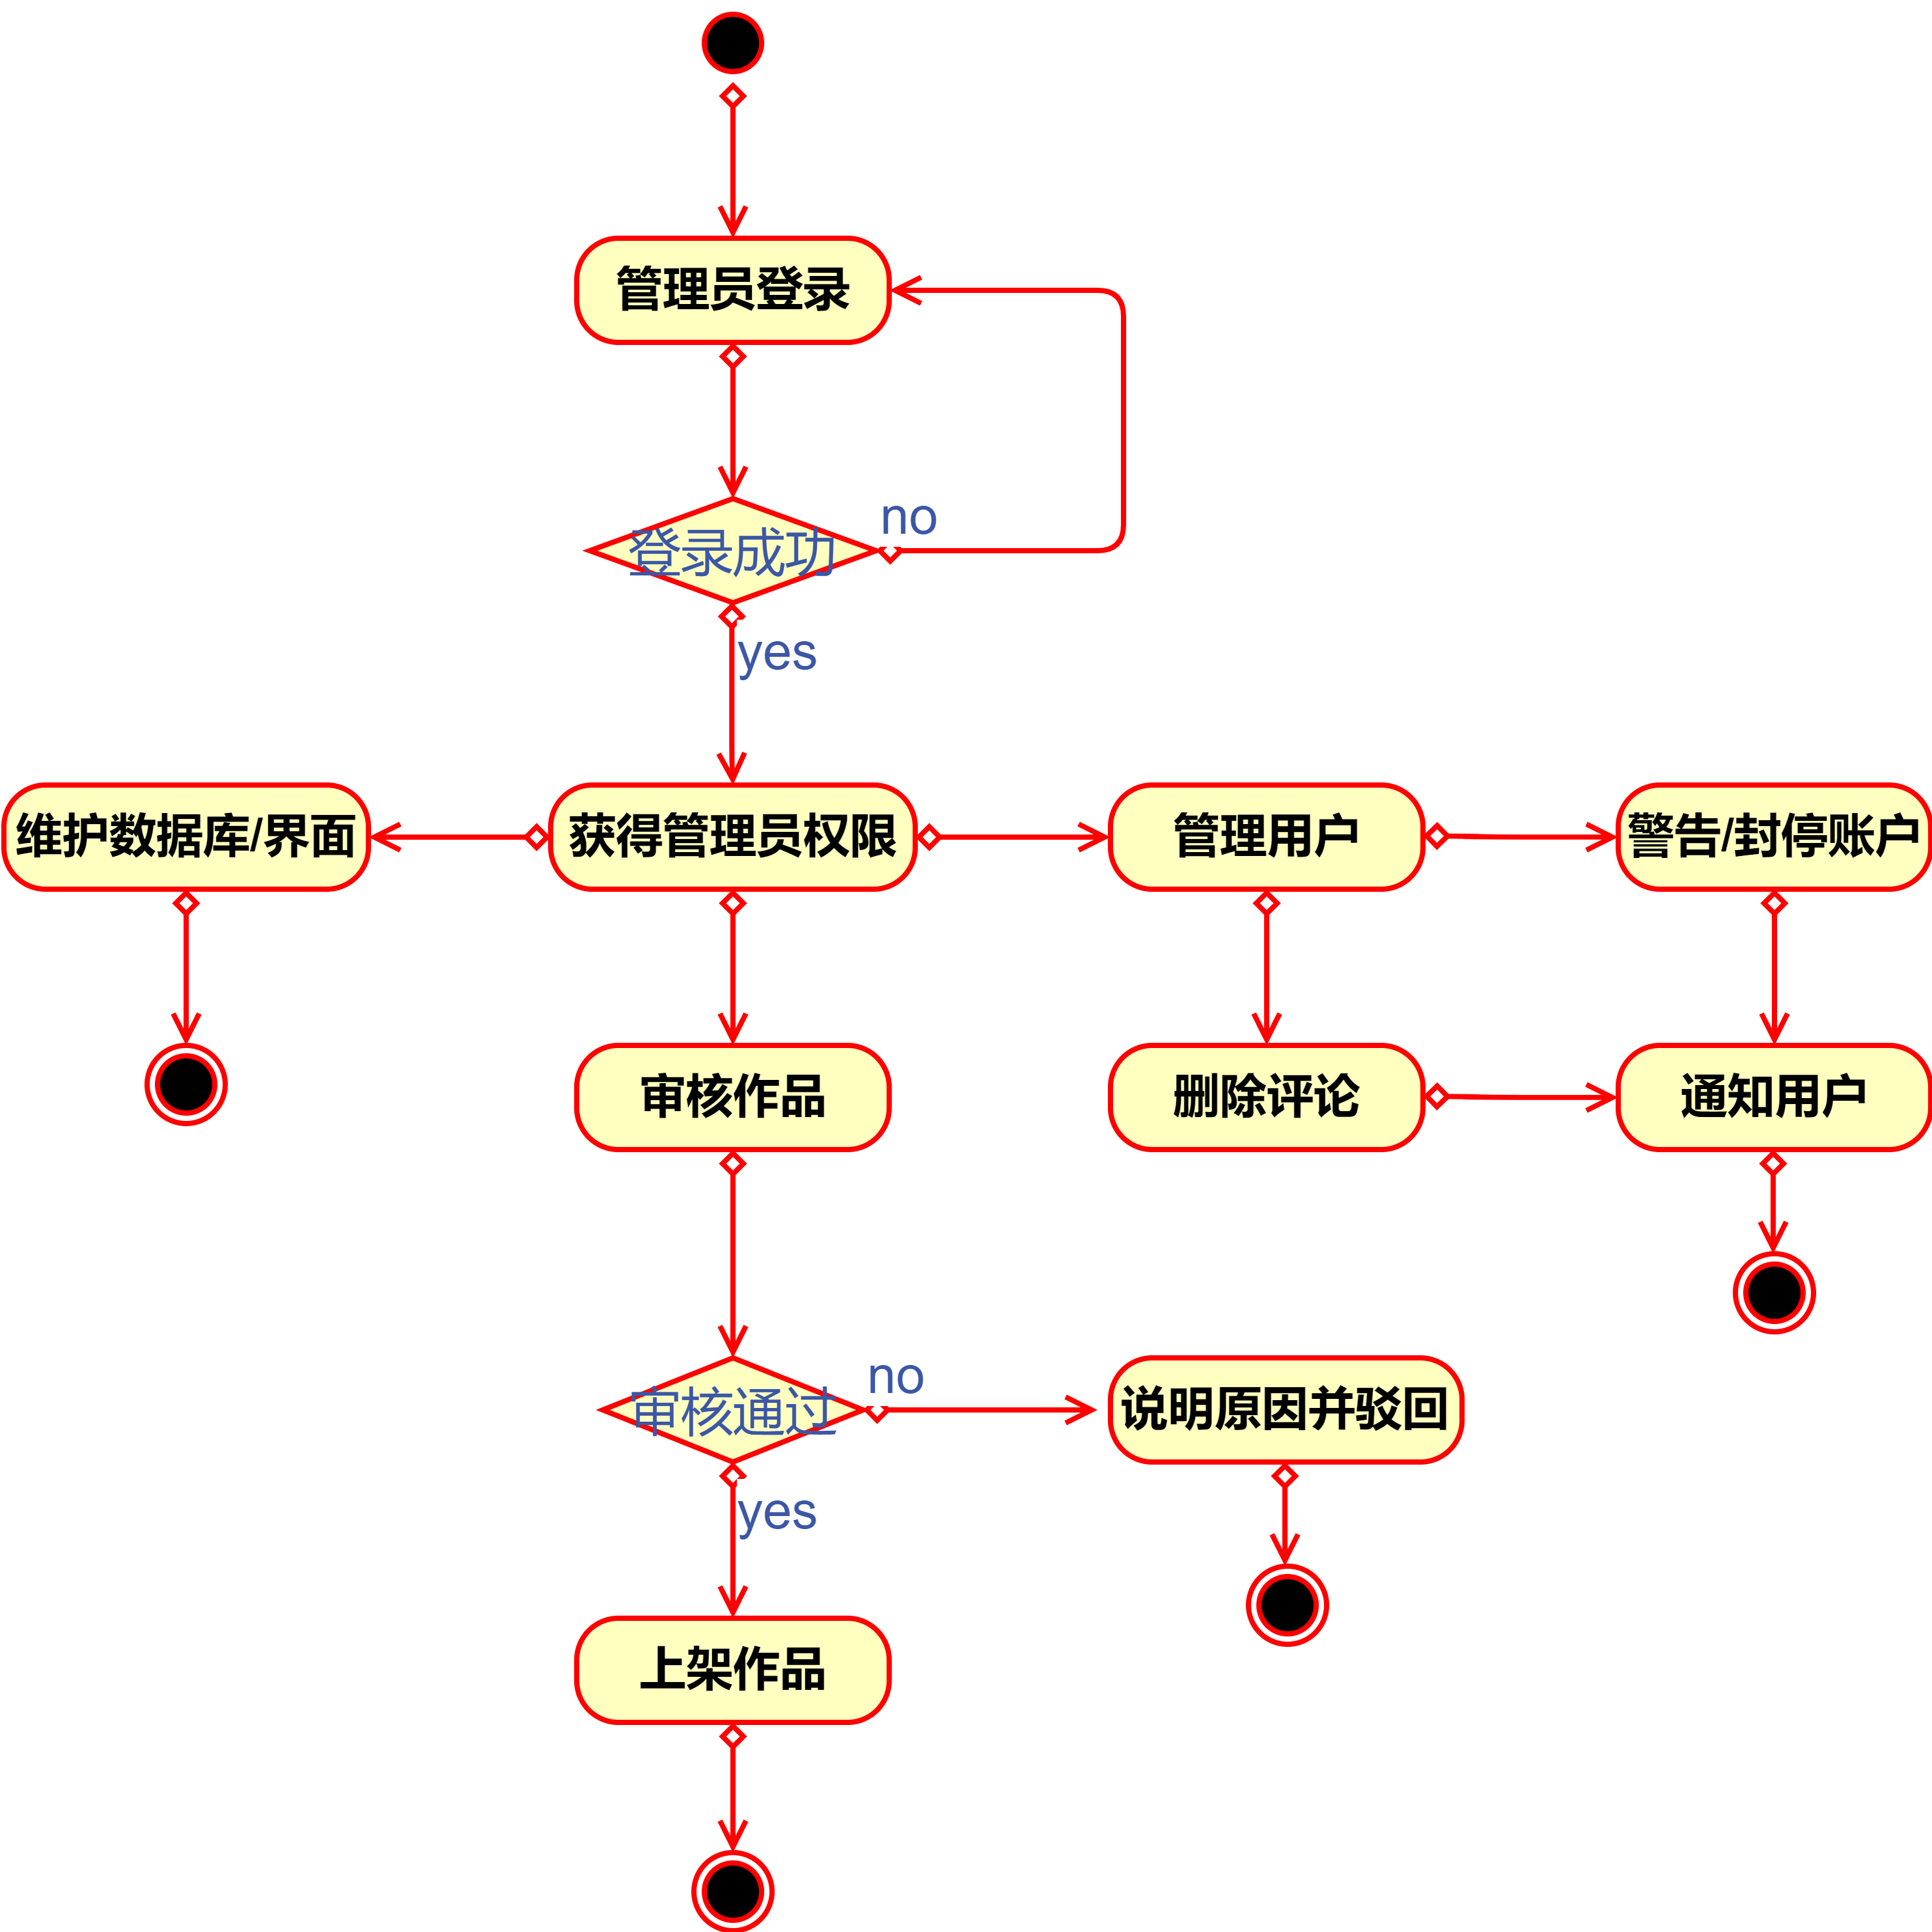 管理员登录
登录成功
no
yes
维护数据库/界面
获得管理员权限
管理用户
警告/封停账户
审核作品
删除评论
通知用户
审核通过
no
说明原因并驳回
yes
上架作品